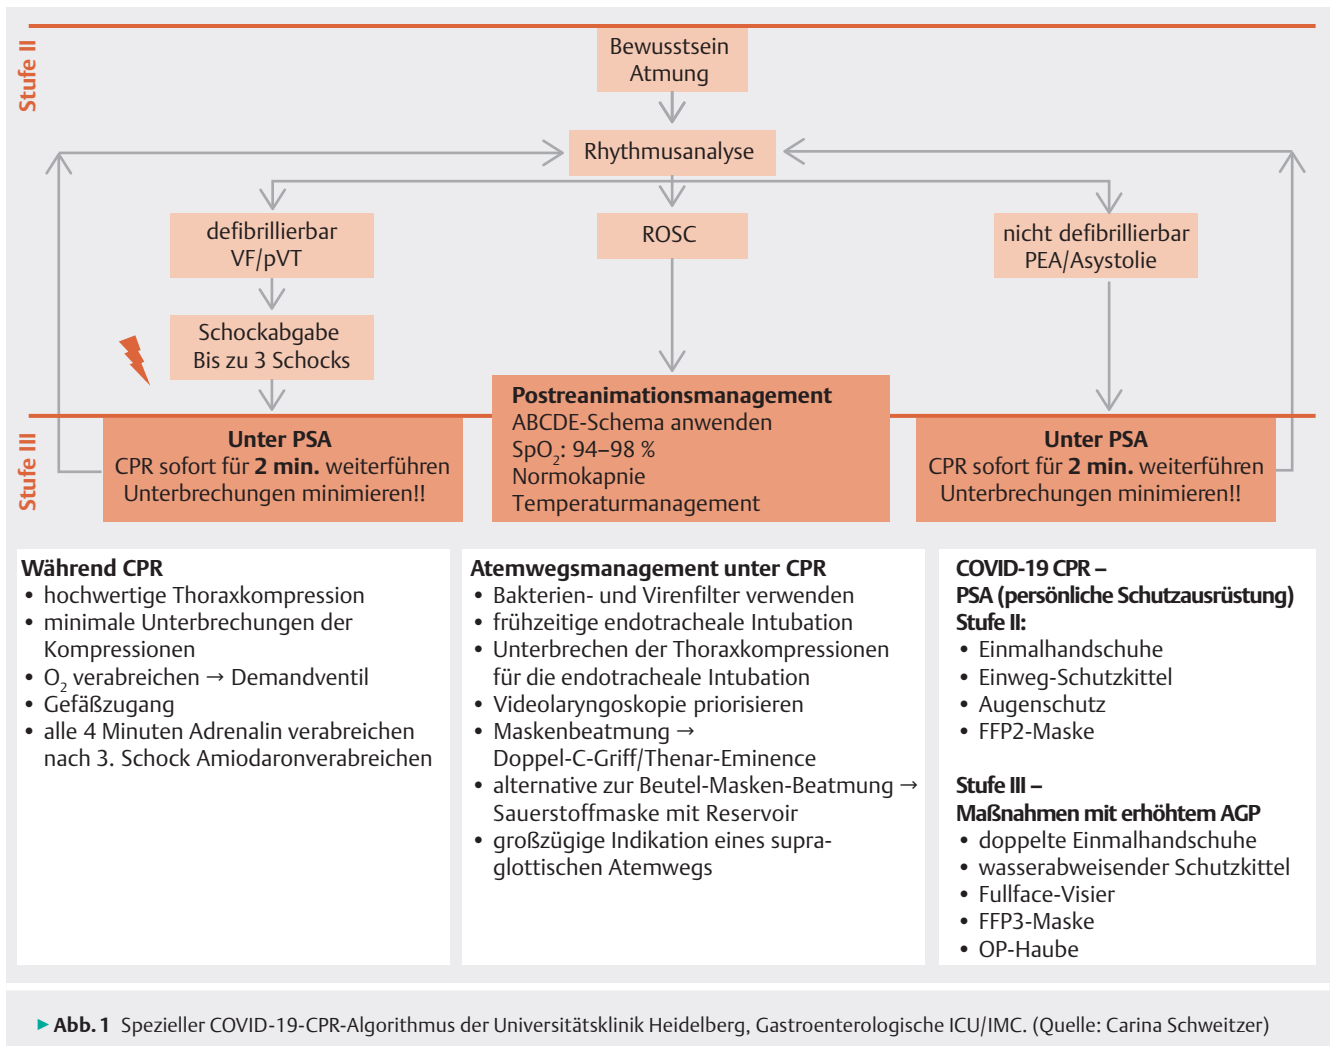 Stufe II
Bewusstsein
Atmung
Rhythmusanalyse
defibrillierbar
VF/pVT
ROSC
nicht defibrillierbar
PEA/Asystolie
Schockabgabe
Bis zu 3 Schocks
Stufe III
Unter PSA
CPR sofort für 2 min. weiterführen
Unterbrechungen minimieren!!
Postreanimationsmanagement
ABCDE-Schema anwenden
SpO₂: 94–98 %
Normokapnie
Temperaturmanagement
Unter PSA
CPR sofort für 2 min. weiterführen
Unterbrechungen minimieren!!
Während CPR
• hochwertige Thoraxkompression
• minimale Unterbrechungen der
Kompressionen
• O₂ verabreichen → Demandventil
• Gefäßzugang
• alle 4 Minuten Adrenalin verabreichen
nach 3. Schock Amiodaronverabreichen
Atemwegsmanagement unter CPR
• Bakterien- und Virenfilter verwenden
• frühzeitige endotracheale Intubation
• Unterbrechen der Thoraxkompressionen
für die endotracheale Intubation
• Videolaryngoskopie priorisieren
• Maskenbeatmung →
Doppel-C-Griff/Thenar-Eminence
• alternative zur Beutel-Masken-Beatmung →
Sauerstoffmaske mit Reservoir
• großzügige Indikation eines supra-
glottischen Atemwegs
COVID-19 CPR –
PSA (persönliche Schutzausrüstung)
Stufe II:
• Einmalhandschuhe
• Einweg-Schutzkittel
• Augenschutz
• FFP2-Maske
Stufe III –
Maßnahmen mit erhöhtem AGP
• doppelte Einmalhandschuhe
• wasserabweisender Schutzkittel
• Fullface-Visier
• FFP3-Maske
• OP-Haube
▶ Abb. 1 Spezieller COVID-19-CPR-Algorithmus der Universitätsklinik Heidelberg, Gastroenterologische ICU/IMC. (Quelle: Carina Schweitzer)